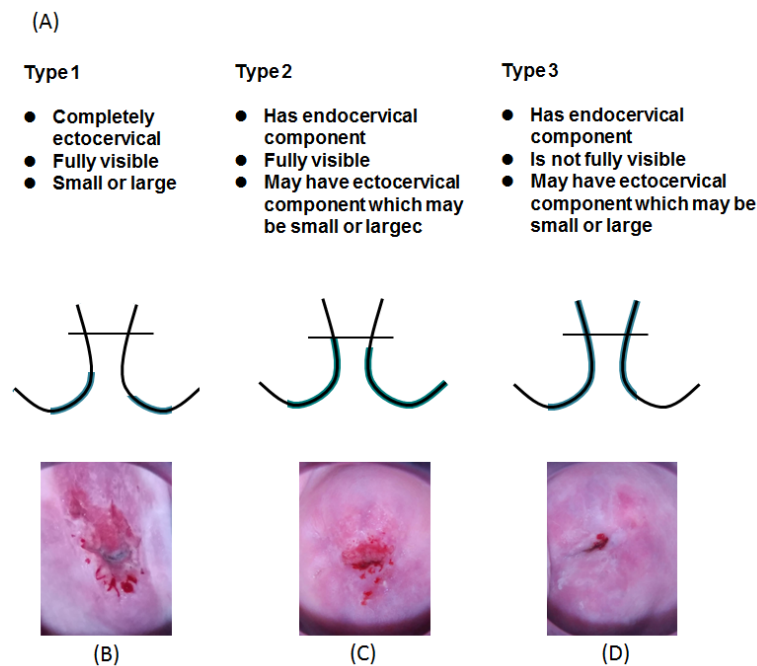 (A)
Type 1
● Completely
ectocervical
● Fully visible
● Small or large
Type 2
● Has endocervical
component
● Fully visible
● May have ectocervical
component which may
be small or largec
Type 3
● Has endocervical
component
● Is not fully visible
● May have ectocervical
component which may be
small or large
(B)
(C)
(D)